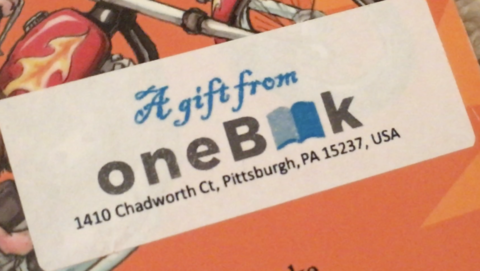 A gift from
oneBook
1410 Chadworth Ct, Pittsburgh, PA 15237, USA